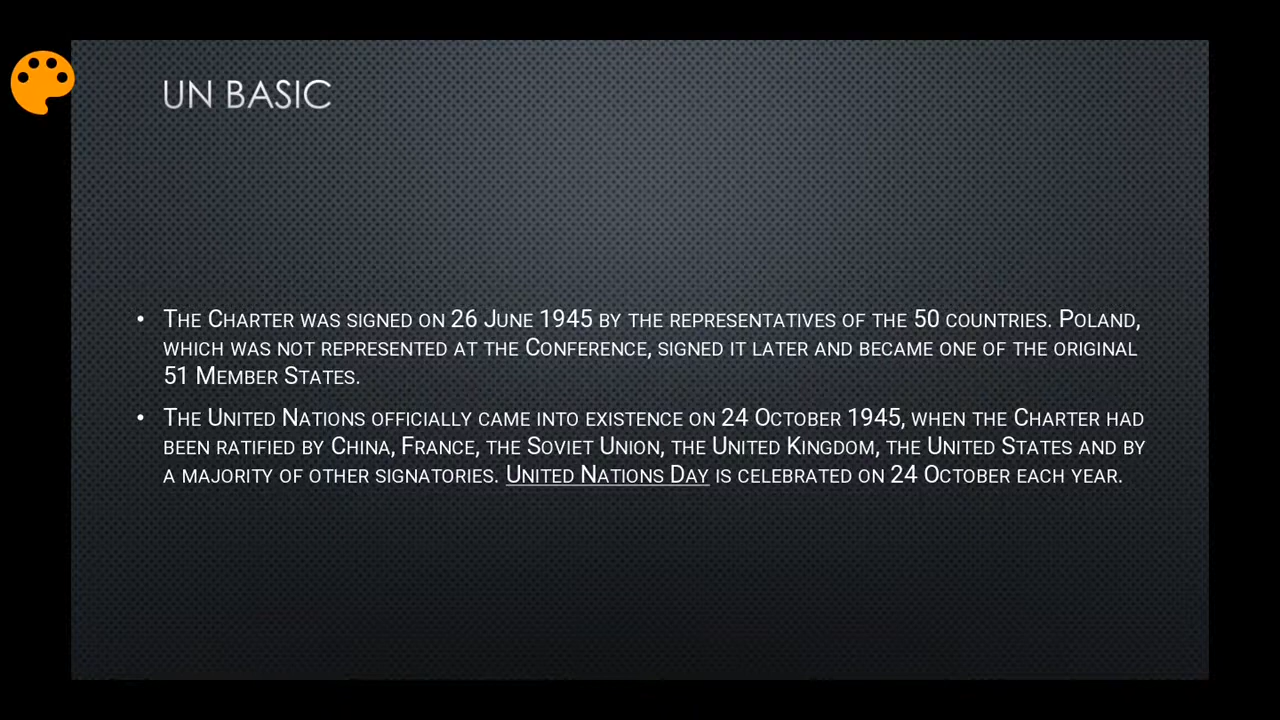 UN BASIC
• The Charter was signed on 26 June 1945 by the representatives of the 50 countries. Poland,
which was not represented at the Conference, signed it later and became one of the original
51 Member States.
• The United Nations officially came into existence on 24 October 1945, when the Charter had
been ratified by China, France, the Soviet Union, the United Kingdom, the United States and by
a majority of other signatories. United Nations Day is celebrated on 24 October each year.